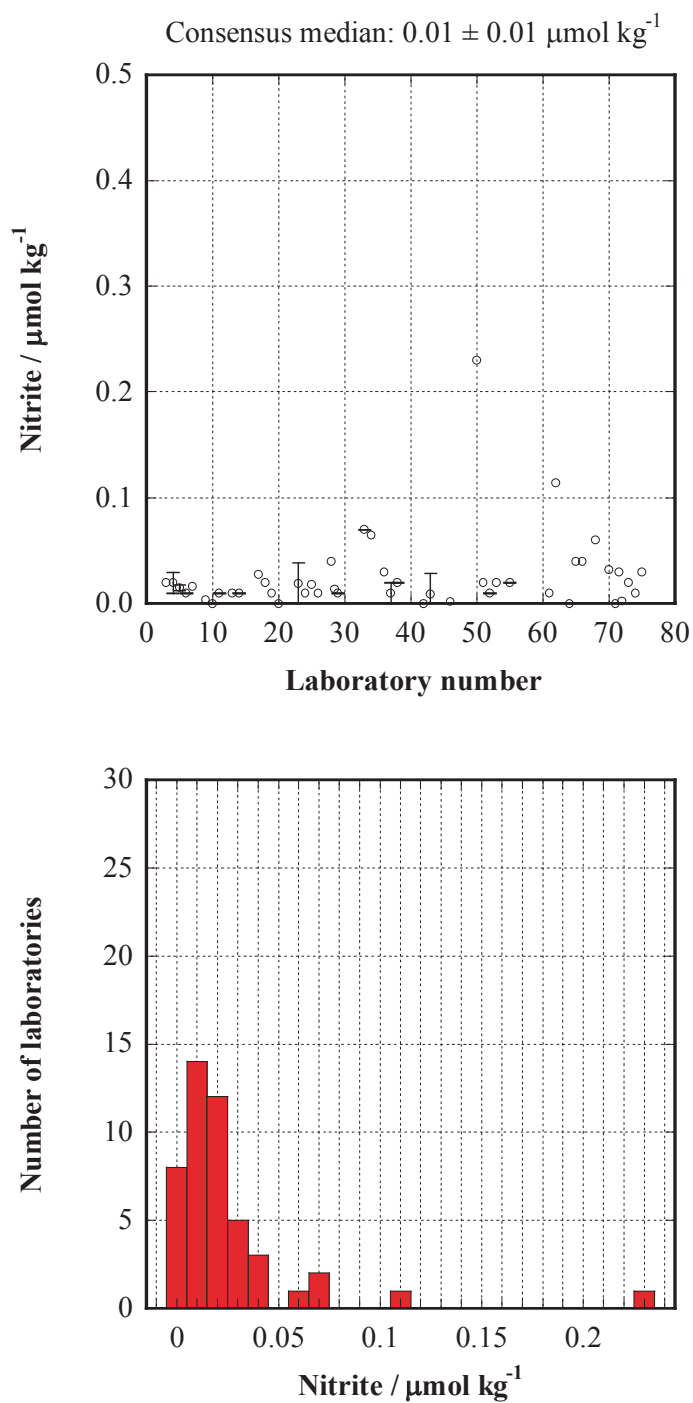 Consensus median: 0.01 ± 0.01 μmol kg-1
0.5
0.4
0.3
0.2
0.1
0.0
Nitrite / μmol kg-1
0 10 20 30 40 50 60 70 80
Laboratory number
30
25
20
15
10
5
0
Number of laboratories
0 0.05 0.1 0.15 0.2
Nitrite / μmol kg-1